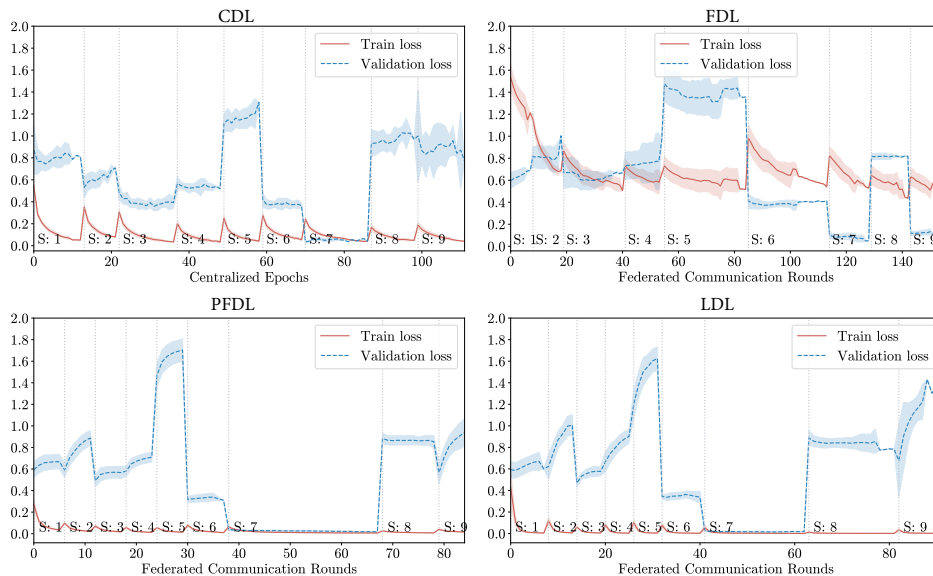 CDL
2.0
1.8
1.6
1.4
1.2
1.0
0.8
0.6
0.4
0.2
0.0
Train loss
Validation loss
S: 1 S: 2 S: 3 S: 4 S: 5 S: 6 S: 7 S: 8 S: 9
0 20 40 60 80 100
Centralized Epochs
FDL
2.0
1.8
1.6
1.4
1.2
1.0
0.8
0.6
0.4
0.2
0.0
Train loss
Validation loss
S: 1 S: 2 S: 3 S: 4 S: 5 S: 6 S: 7 S: 8 S: 9
0 20 40 60 80 100 120 140
Federated Communication Rounds
PFDL
2.0
1.8
1.6
1.4
1.2
1.0
0.8
0.6
0.4
0.2
0.0
Train loss
Validation loss
S: 1 S: 2 S: 3 S: 4 S: 5 S: 6 S: 7 S: 8 S: 9
0 10 20 30 40 50 60 70 80
Federated Communication Rounds
LDL
2.0
1.8
1.6
1.4
1.2
1.0
0.8
0.6
0.4
0.2
0.0
Train loss
Validation loss
S: 1 S: 2 S: 3 S: 4 S: 5 S: 6 S: 7 S: 8 S: 9
0 20 40 60 80
Federated Communication Rounds